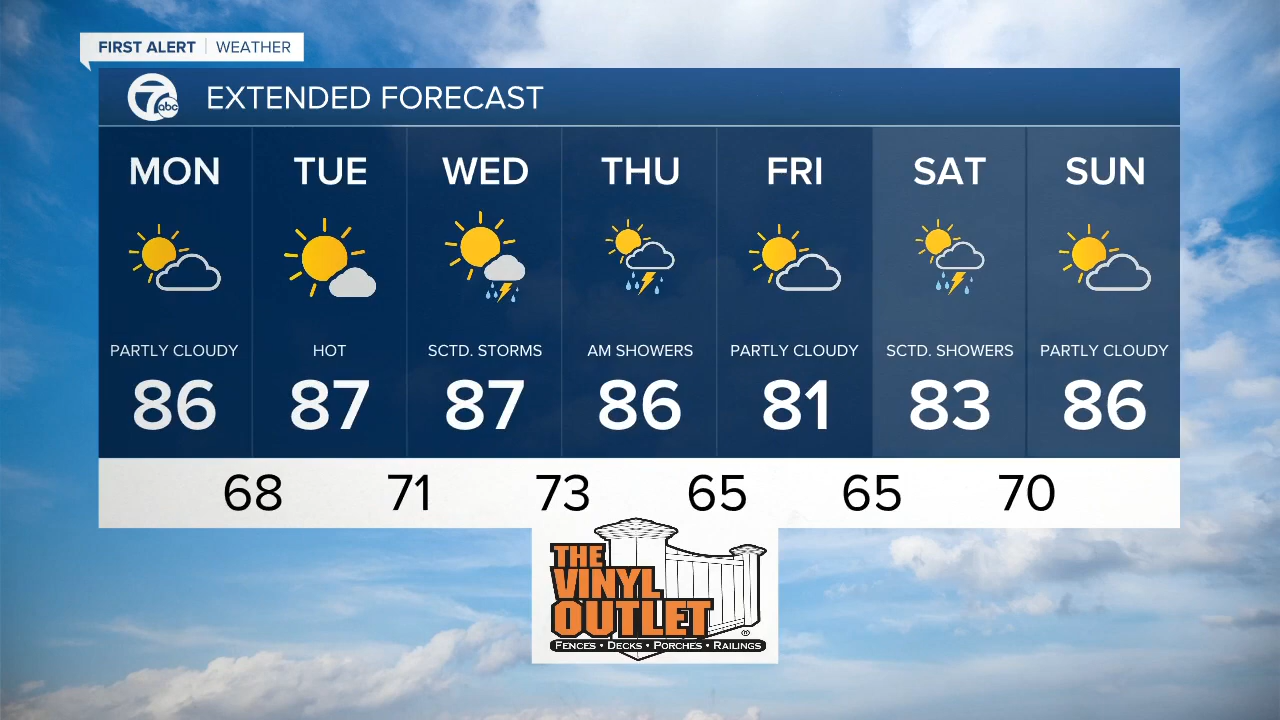 FIRST ALERT | WEATHER
7 abc EXTENDED FORECAST
MON TUE WED THU FRI SAT SUN
PARTLY CLOUDY HOT SCTD. STORMS AM SHOWERS PARTLY CLOUDY SCTD. SHOWERS PARTLY CLOUDY
86 87 87 86 81 83 86
68 71 73 65 65 70
THE
VINYL
OUTLET ®
FENCES • DECKS • PORCHES • RAILINGS